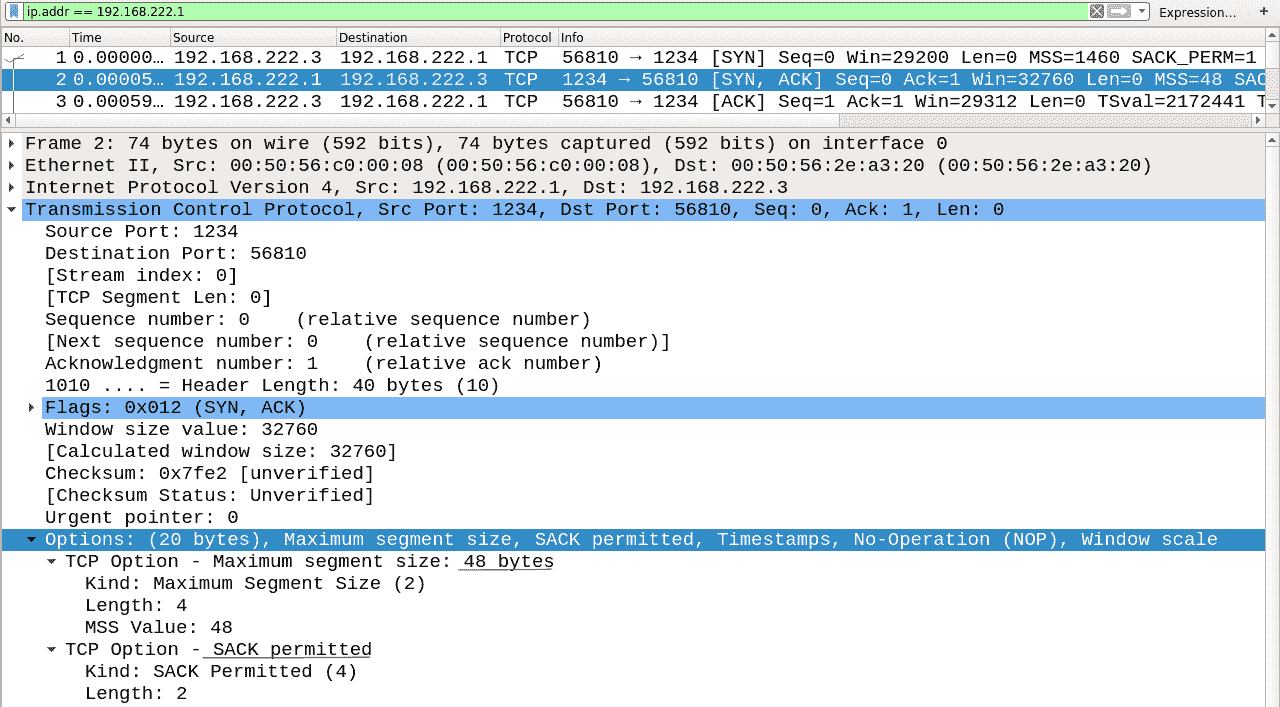 ip.addr == 192.168.222.1 Expression… +
No. Time Source Destination Protocol Info
1 0.00000… 192.168.222.3 192.168.222.1 TCP 56810 → 1234 [SYN] Seq=0 Win=29200 Len=0 MSS=1460 SACK_PERM=1
2 0.00005… 192.168.222.1 192.168.222.3 TCP 1234 → 56810 [SYN, ACK] Seq=0 Ack=1 Win=32760 Len=0 MSS=48 SAC
3 0.00059… 192.168.222.3 192.168.222.1 TCP 56810 → 1234 [ACK] Seq=1 Ack=1 Win=29312 Len=0 TSval=2172441 T
Frame 2: 74 bytes on wire (592 bits), 74 bytes captured (592 bits) on interface 0
Ethernet II, Src: 00:50:56:c0:00:08 (00:50:56:c0:00:08), Dst: 00:50:56:2e:a3:20 (00:50:56:2e:a3:20)
Internet Protocol Version 4, Src: 192.168.222.1, Dst: 192.168.222.3
Transmission Control Protocol, Src Port: 1234, Dst Port: 56810, Seq: 0, Ack: 1, Len: 0
Source Port: 1234
Destination Port: 56810
[Stream index: 0]
[TCP Segment Len: 0]
Sequence number: 0    (relative sequence number)
[Next sequence number: 0    (relative sequence number)]
Acknowledgment number: 1    (relative ack number)
1010 .... = Header Length: 40 bytes (10)
Flags: 0x012 (SYN, ACK)
Window size value: 32760
[Calculated window size: 32760]
Checksum: 0x7fe2 [unverified]
[Checksum Status: Unverified]
Urgent pointer: 0
Options: (20 bytes), Maximum segment size, SACK permitted, Timestamps, No-Operation (NOP), Window scale
TCP Option - Maximum segment size: 48 bytes
Kind: Maximum Segment Size (2)
Length: 4
MSS Value: 48
TCP Option - SACK permitted
Kind: SACK Permitted (4)
Length: 2